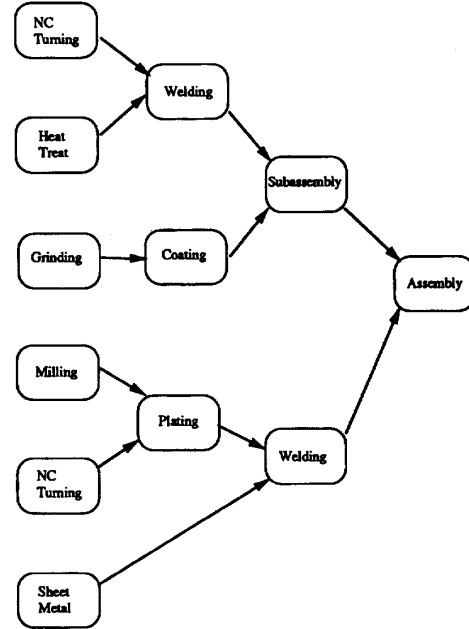 NC
Turning
Welding
Heat
Treat
Subassembly
Grinding
Coating
Assembly
Milling
Plating
Welding
NC
Turning
Sheet
Metal